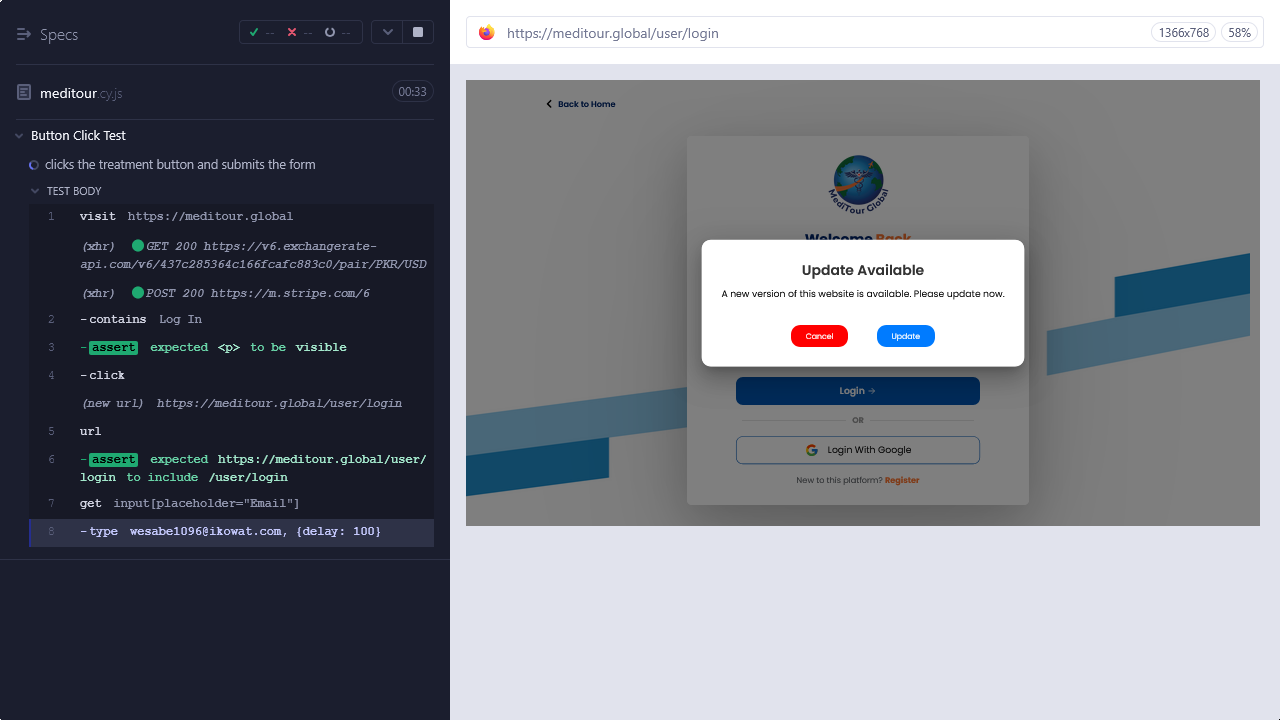 Specs
-- -- --
meditour.cy.js 00:33
Button Click Test
clicks the treatment button and submits the form
TEST BODY
1 visit https://meditour.global
(xhr) GET 200 https://v6.exchangerate-
api.com/v6/437c285364c166fcafc883c0/pair/PKR/USD
(xhr) POST 200 https://m.stripe.com/6
2 -contains Log In
3 -assert expected <p> to be visible
4 -click
(new url) https://meditour.global/user/login
5 url
6 -assert expected https://meditour.global/user/
login to include /user/login
7 get input[placeholder="Email"]
8 -type wesabe1096@ikowat.com, {delay: 100}
https://meditour.global/user/login 1366x768 58%
Back to Home
MediTour Global
Welcome Back
Update Available
A new version of this website is available. Please update now.
Cancel Update
Login →
OR
Login With Google
New to this platform? Register